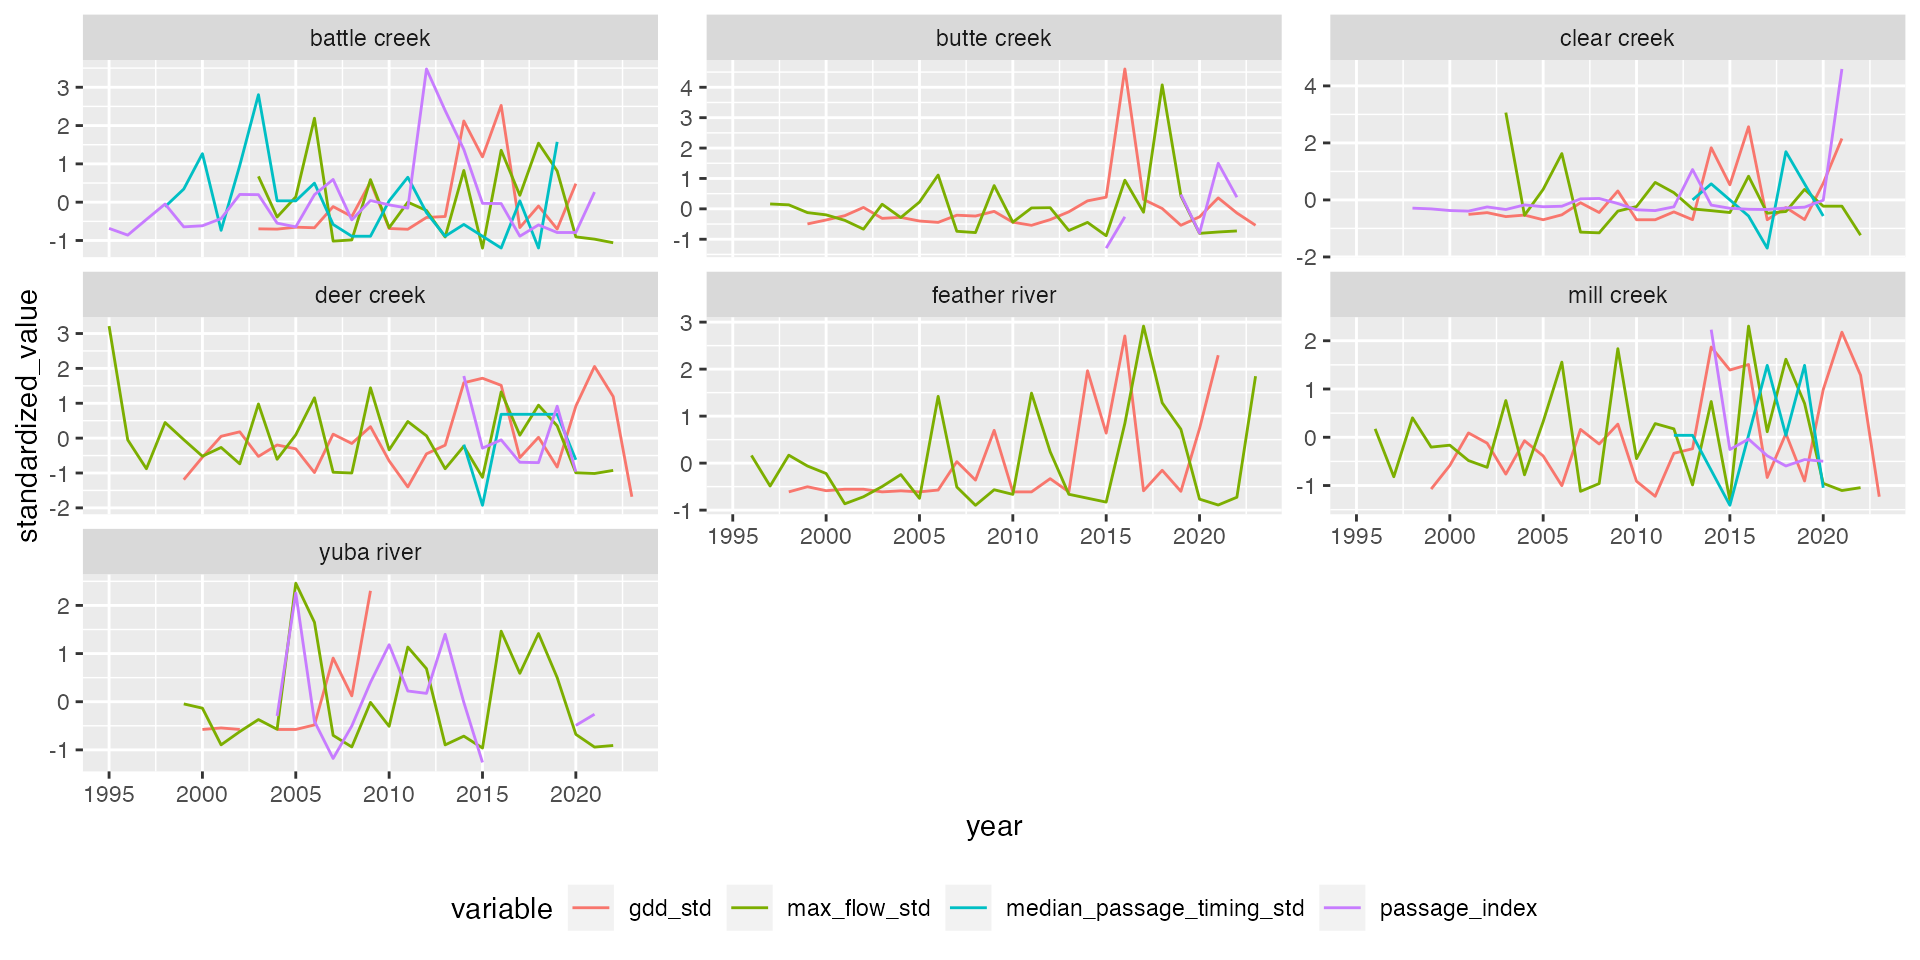 battle creek
butte creek
clear creek
3
2
1
0
-1
4
3
2
1
0
-1
4
2
0
-2
deer creek
feather river
mill creek
standardized_value
3
2
1
0
-1
-2
3
2
1
0
-1
2
1
0
-1
1995 2000 2005 2010 2015 2020
1995 2000 2005 2010 2015 2020
yuba river
2
1
0
-1
1995 2000 2005 2010 2015 2020
year
variable gdd_std max_flow_std median_passage_timing_std passage_index